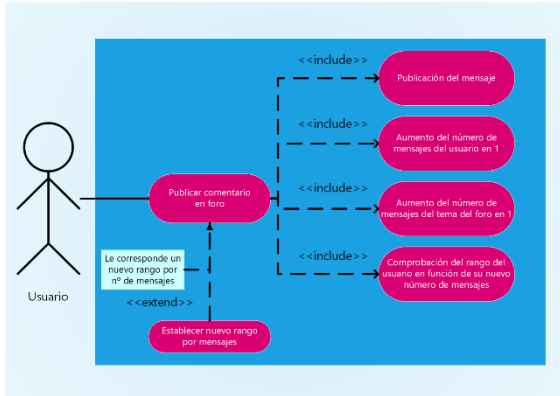 <<include>>
Publicación del mensaje
<<include>>
Aumento del número de
mensajes del usuario en 1
Publicar comentario
en foro
<<include>>
Aumento del número de
mensajes del tema del foro en 1
Le corresponde un
nuevo rango por
nº de mensajes
<<include>>
Comprobación del rango del
usuario en función de su nuevo
número de mensajes
Usuario
<<extend>>
Establecer nuevo rango
por mensajes